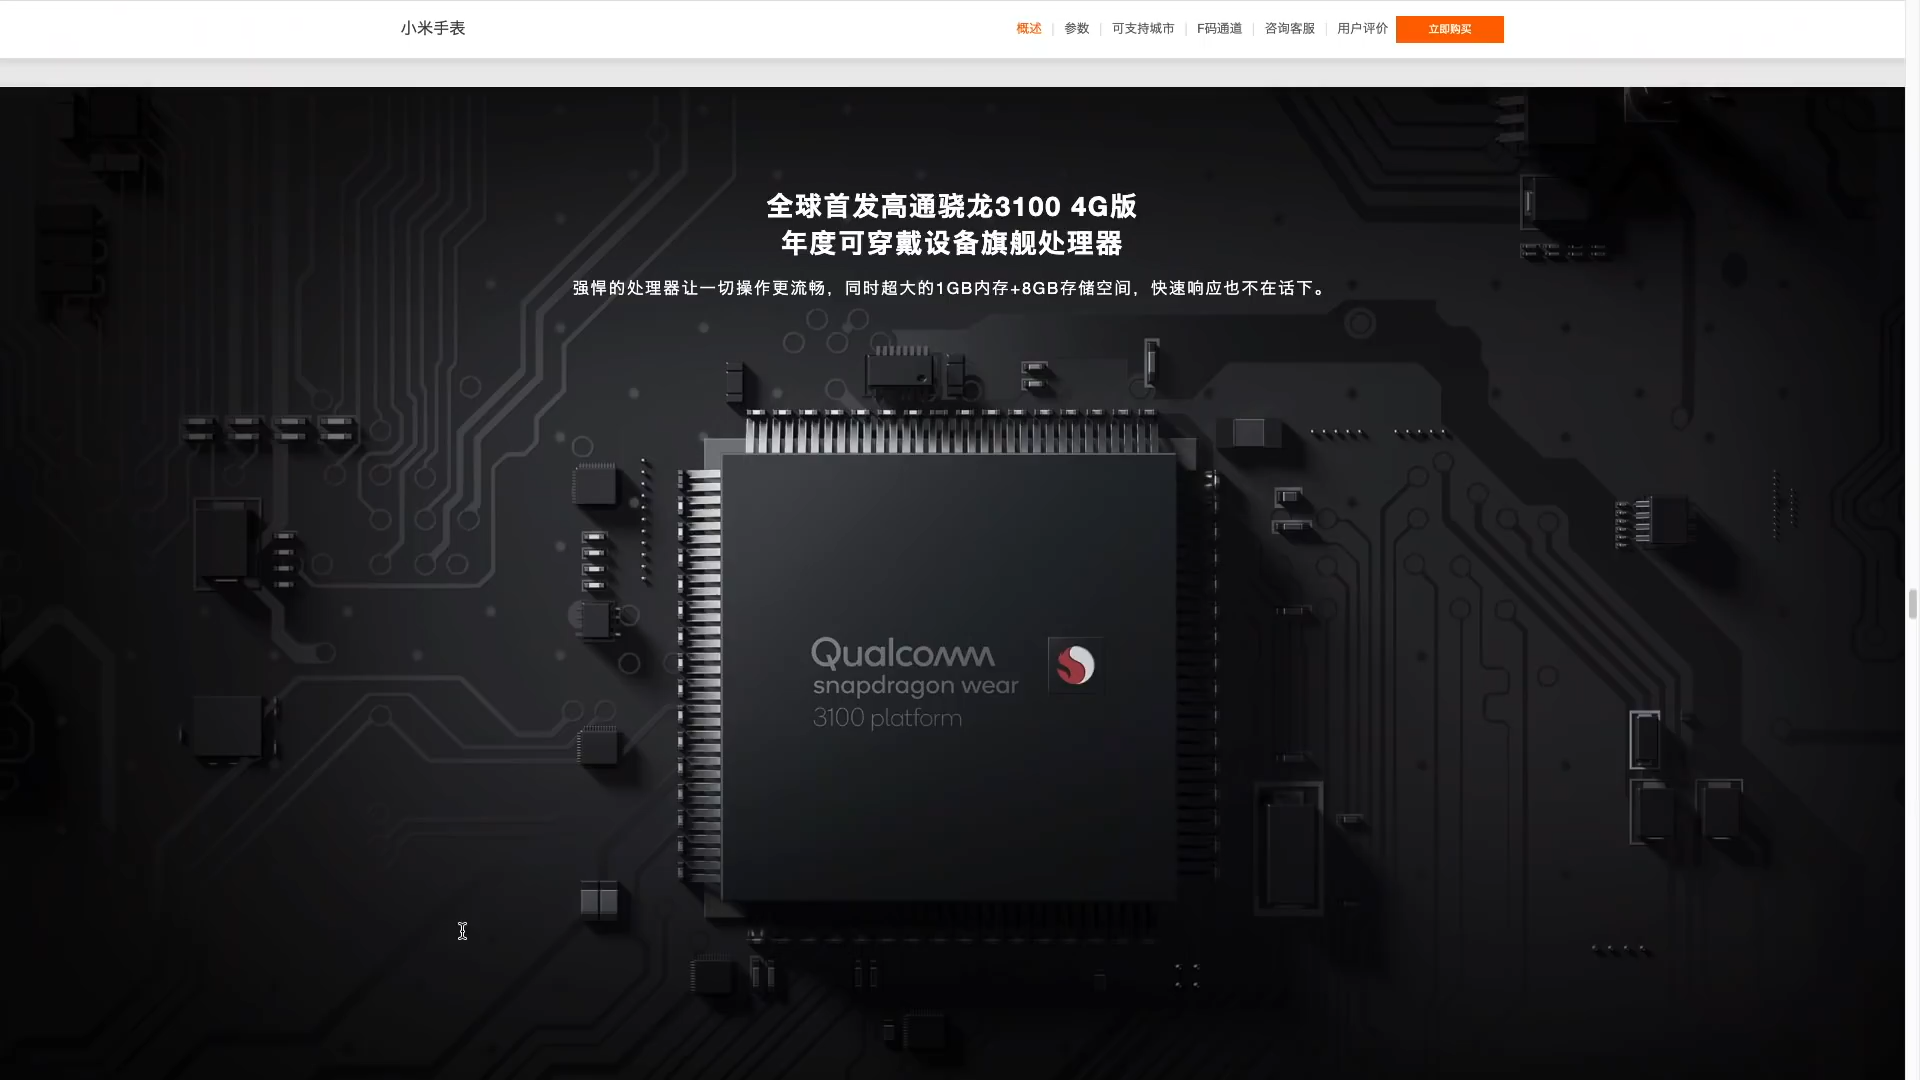 小米手表
概述 | 参数 | 可支持城市 | F码通道 | 咨询客服 | 用户评价 立即购买
全球首发高通骁龙3100 4G版
年度可穿戴设备旗舰处理器
强悍的处理器让一切操作更流畅，同时超大的1GB内存+8GB存储空间，快速响应也不在话下。
Qualcomm
snapdragon wear
3100 platform